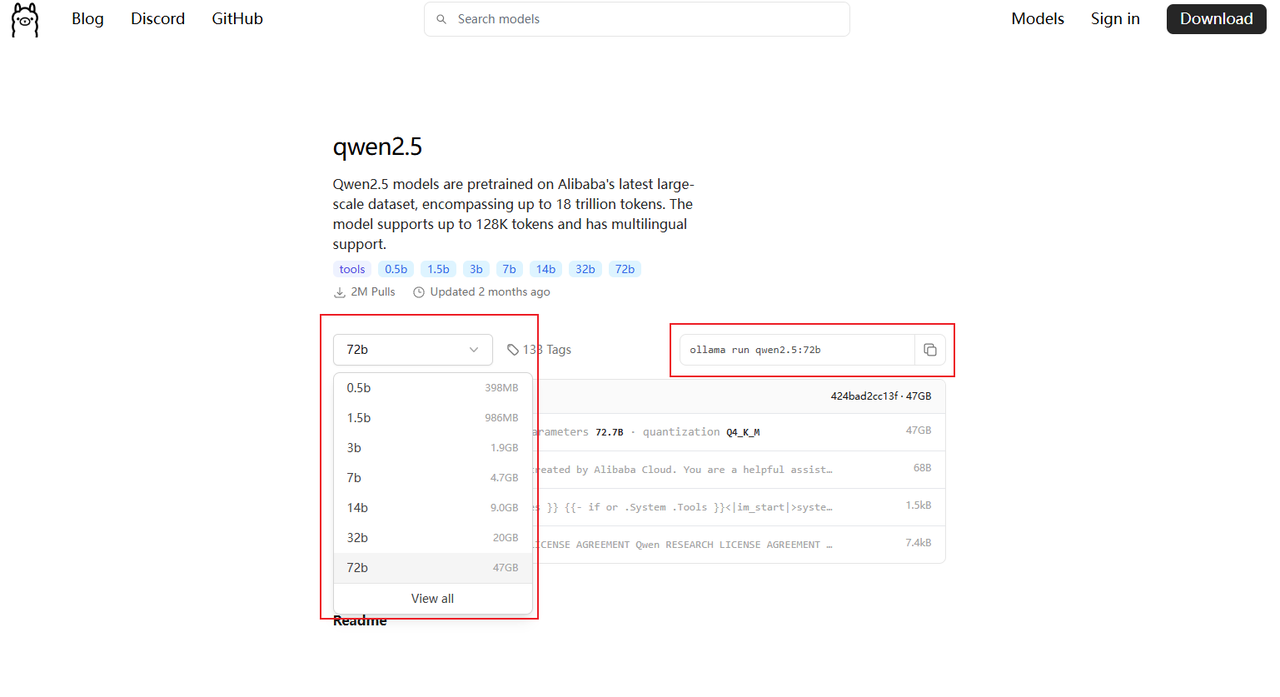 Blog Discord GitHub Search models Models Sign in Download
qwen2.5
Qwen2.5 models are pretrained on Alibaba's latest large-
scale dataset, encompassing up to 18 trillion tokens. The
model supports up to 128K tokens and has multilingual
support.
tools 0.5b 1.5b 3b 7b 14b 32b 72b
2M Pulls Updated 2 months ago
72b 133 Tags ollama run qwen2.5:72b
0.5b 398MB
1.5b 986MB
3b 1.9GB
7b 4.7GB
14b 9.0GB
32b 20GB
72b 47GB
View all
424bad2cc13f · 47GB
arameters 72.7B · quantization Q4_K_M 47GB
reated by Alibaba Cloud. You are a helpful assist… 68B
s }} {{- if or .System .Tools }}<|im_start|>syste… 1.5kB
ICENSE AGREEMENT Qwen RESEARCH LICENSE AGREEMENT … 7.4kB
Readme